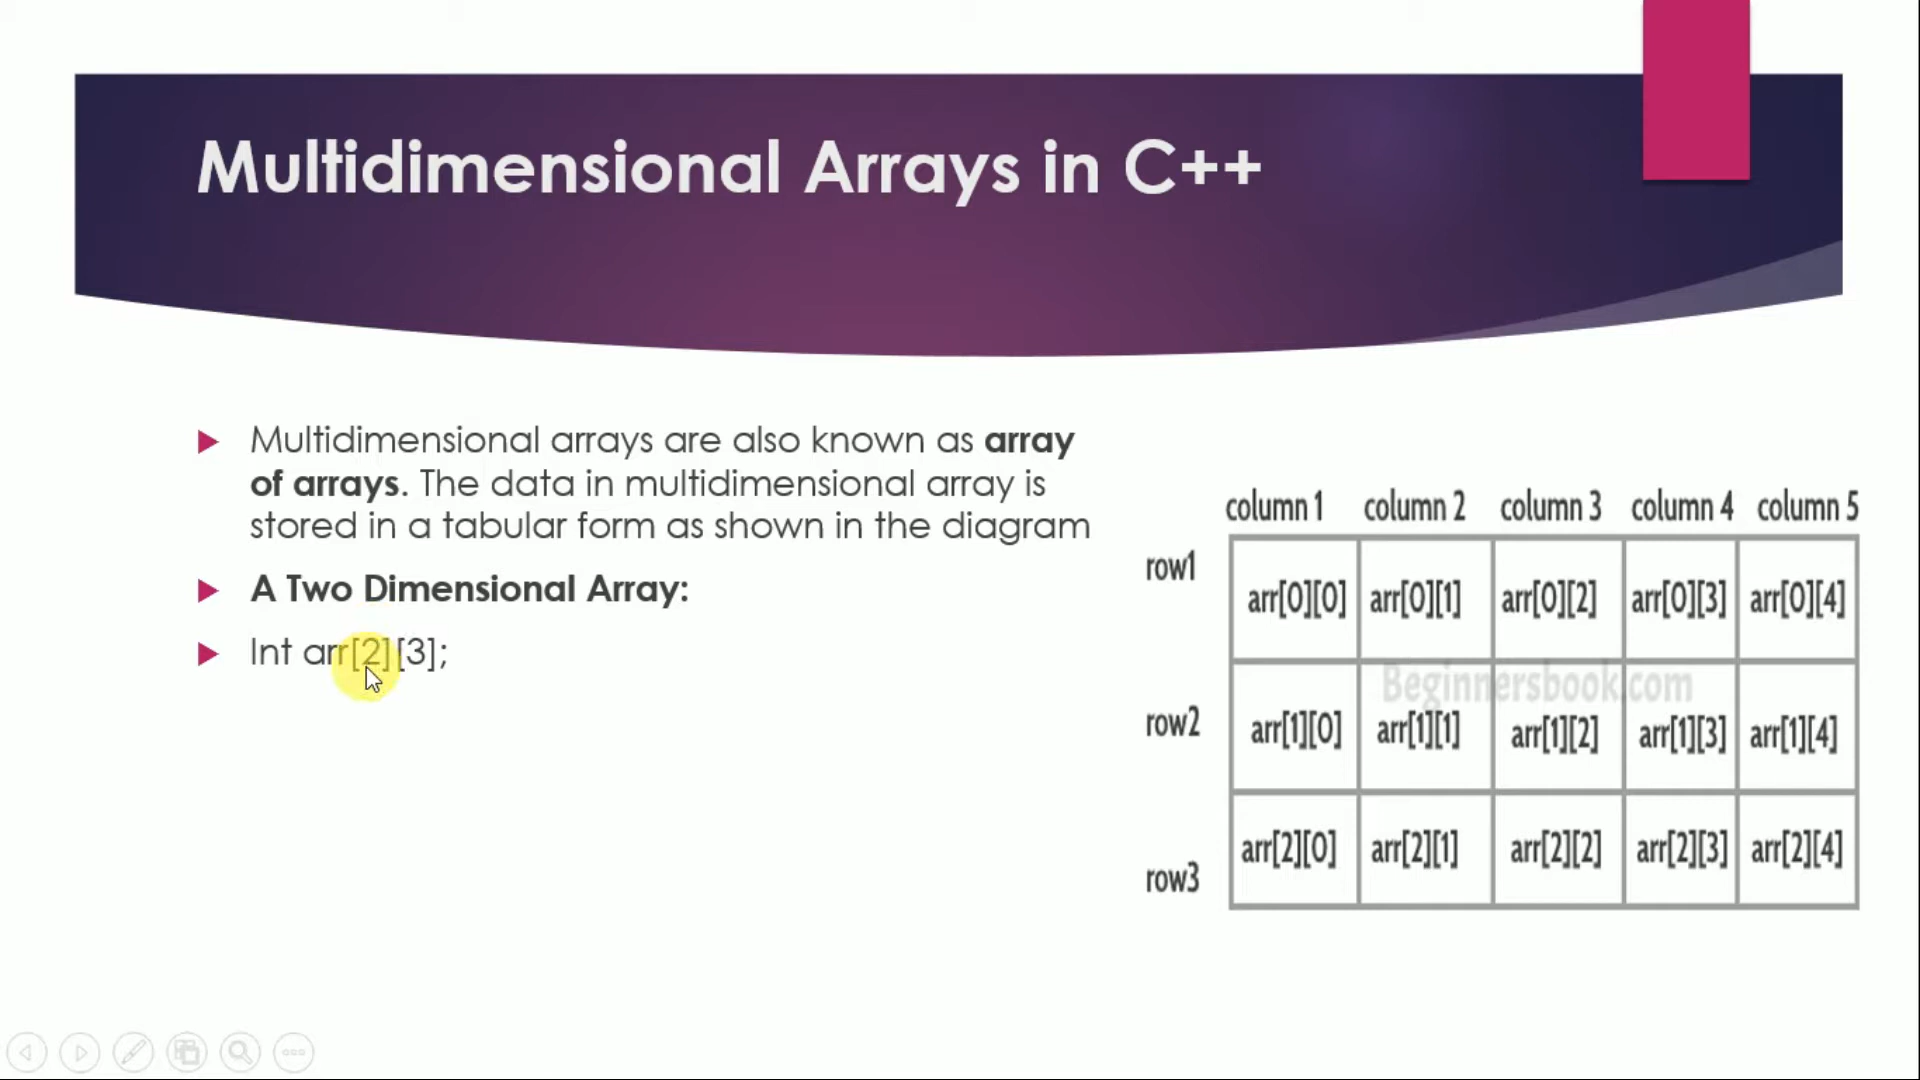 Multidimensional Arrays in C++
Multidimensional arrays are also known as array
of arrays. The data in multidimensional array is
stored in a tabular form as shown in the diagram
A Two Dimensional Array:
Int arr[2][3];
column 1 column 2 column 3 column 4 column 5
row1
arr[0][0] arr[0][1] arr[0][2] arr[0][3] arr[0][4]
Beginnersbook.com
row2
arr[1][0] arr[1][1] arr[1][2] arr[1][3] arr[1][4]
arr[2][0] arr[2][1] arr[2][2] arr[2][3] arr[2][4]
row3